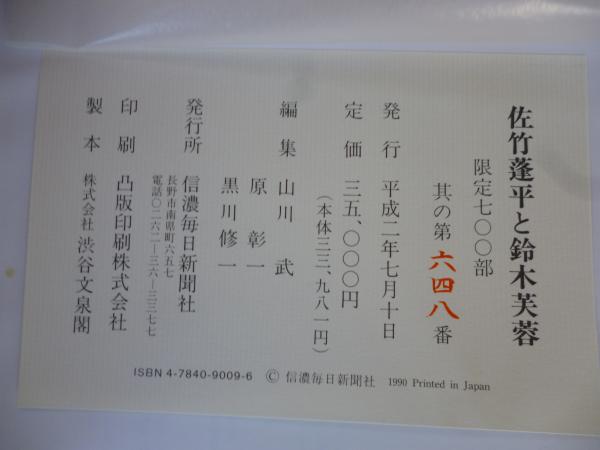 佐竹蓬平と鈴木芙蓉
限定七〇〇部
其の第六四八番
発行 平成二年七月十日
定価 三五、〇〇〇円
（本体三三、九八一円）
編集 山川 武
原 彰一
黒川修一
発行所 信濃毎日新聞社
長野市南県町六五七
電話〇二六二―三六―三三七七
印刷 凸版印刷株式会社
製本 株式会社 渋谷文泉閣
ISBN 4-7840-9009-6 © 信濃毎日新聞社 1990 Printed in Japan